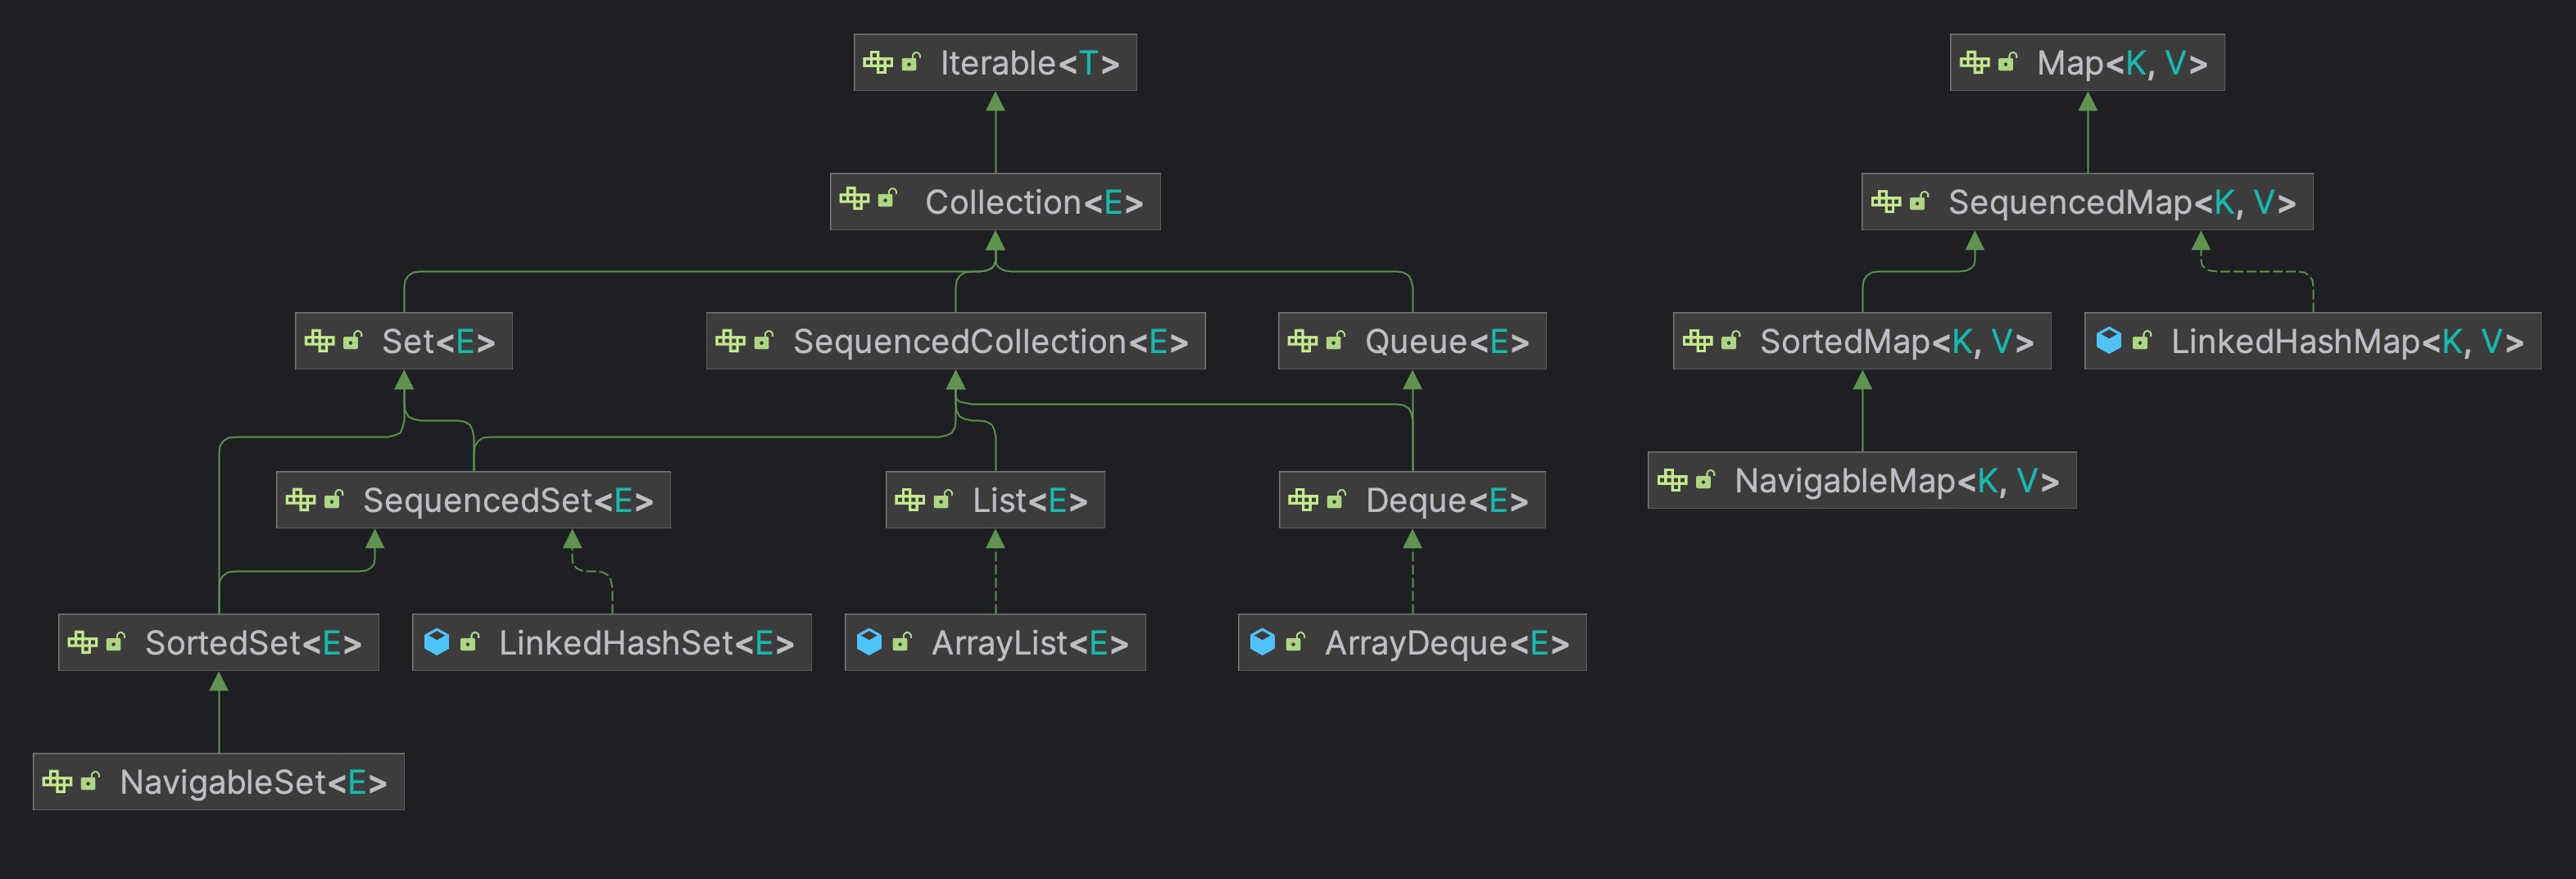 Iterable<T>
Map<K, V>
Collection<E>
SequencedMap<K, V>
Set<E>
SequencedCollection<E>
Queue<E>
SortedMap<K, V>
LinkedHashMap<K, V>
SequencedSet<E>
List<E>
Deque<E>
NavigableMap<K, V>
SortedSet<E>
LinkedHashSet<E>
ArrayList<E>
ArrayDeque<E>
NavigableSet<E>